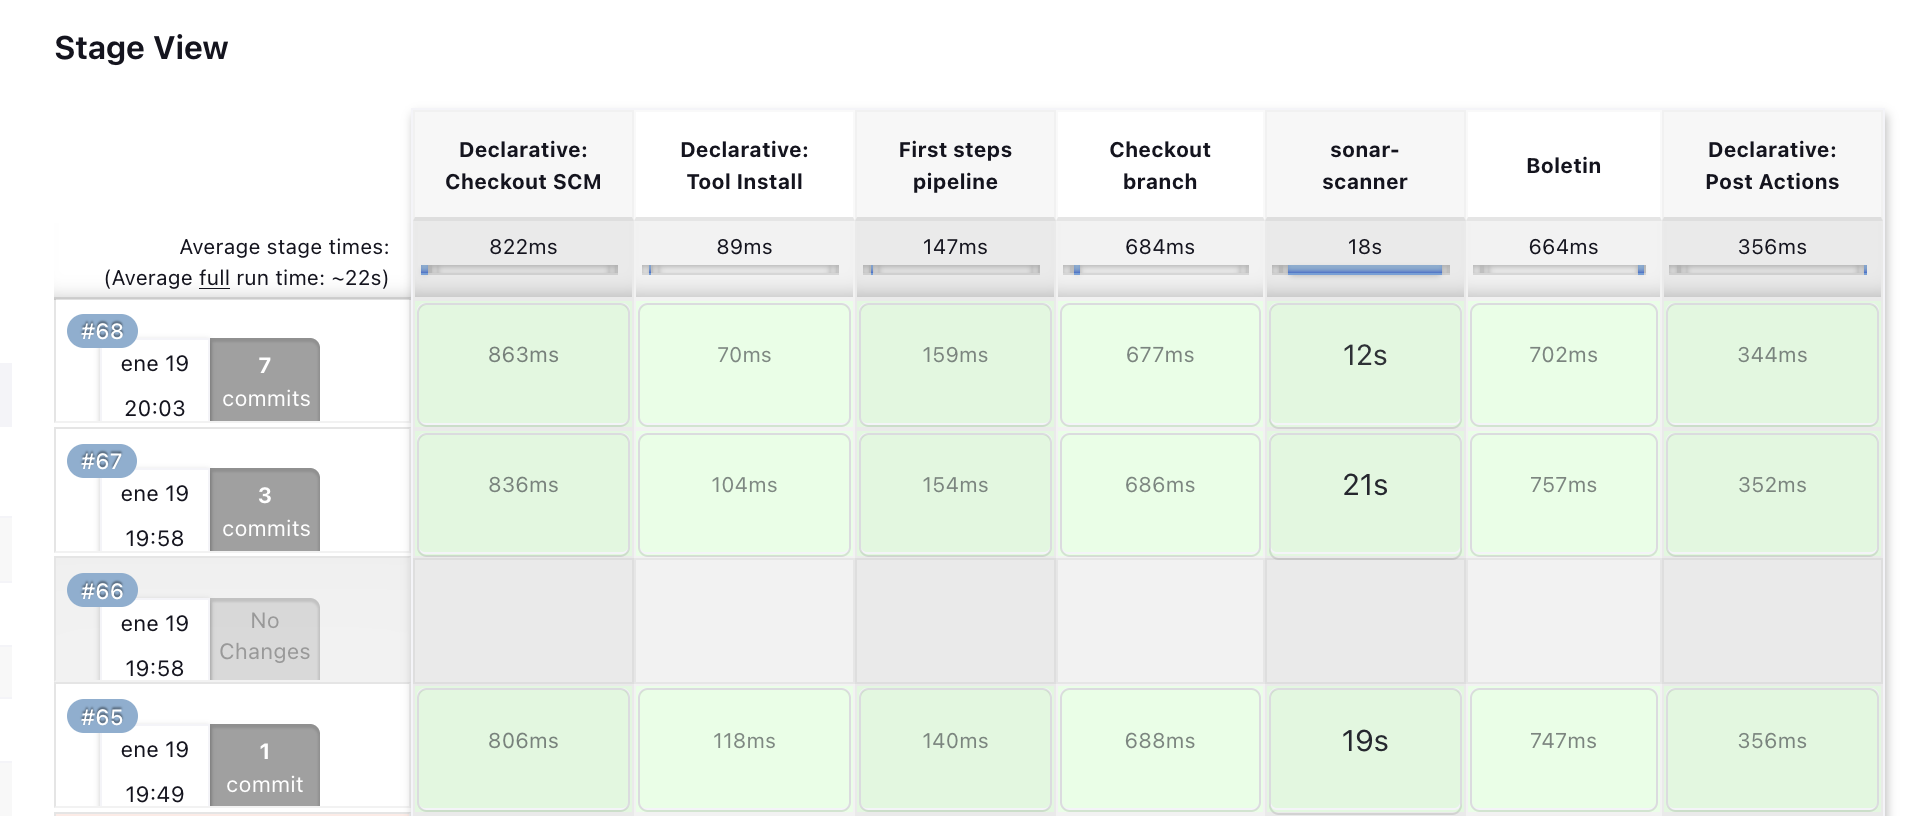 Stage View
Declarative:
Checkout SCM
Declarative:
Tool Install
First steps
pipeline
Checkout
branch
sonar-
scanner
Boletin
Declarative:
Post Actions
Average stage times:
(Average full run time: ~22s)
822ms
89ms
147ms
684ms
18s
664ms
356ms
#68
ene 19
20:03
7
commits
863ms
70ms
159ms
677ms
12s
702ms
344ms
#67
ene 19
19:58
3
commits
836ms
104ms
154ms
686ms
21s
757ms
352ms
#66
ene 19
19:58
No
Changes
#65
ene 19
19:49
1
commit
806ms
118ms
140ms
688ms
19s
747ms
356ms